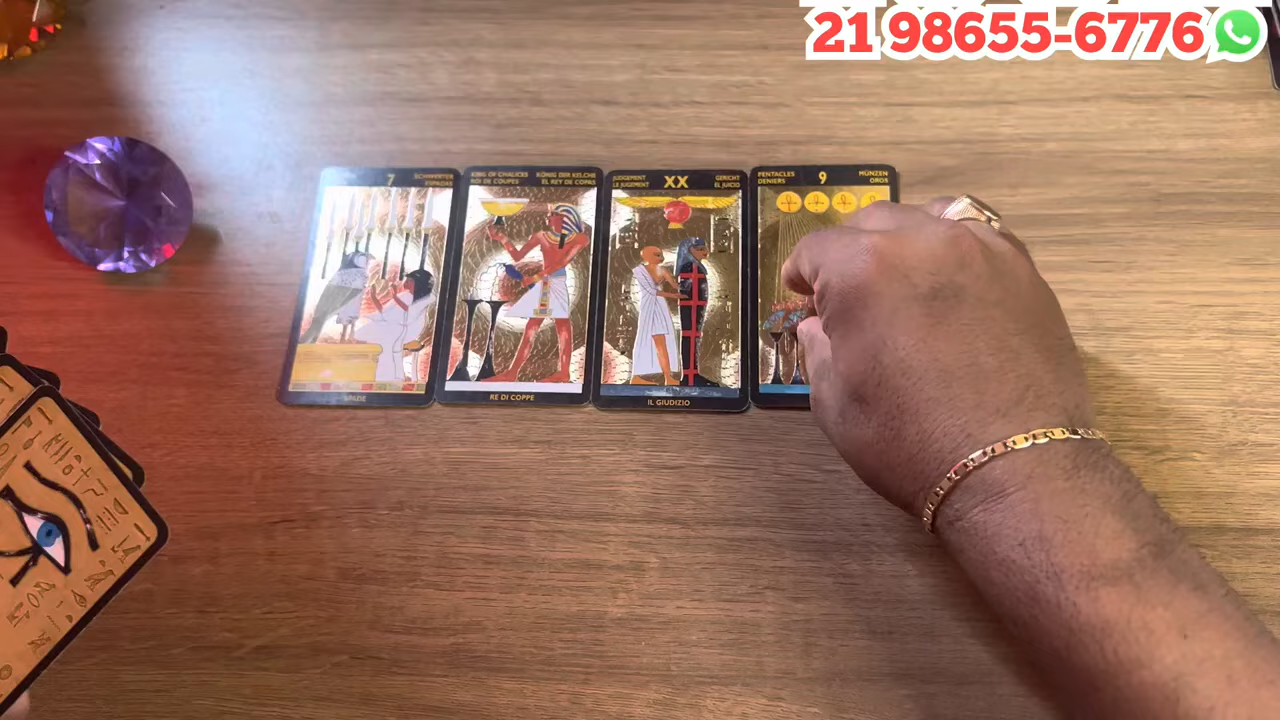 21 98655-6776
7
SCHWERTER
ESPADAS
KING OF CHALICES
ROI DE COUPES
KÖNIG DER KELCHE
EL REY DE COPAS
RE DI COPPE
JUDGEMENT
LE JUGEMENT
XX
GERICHT
EL JUICIO
IL GIUDIZIO
PENTACLES
DENIERS
9
MÜNZEN
OROS